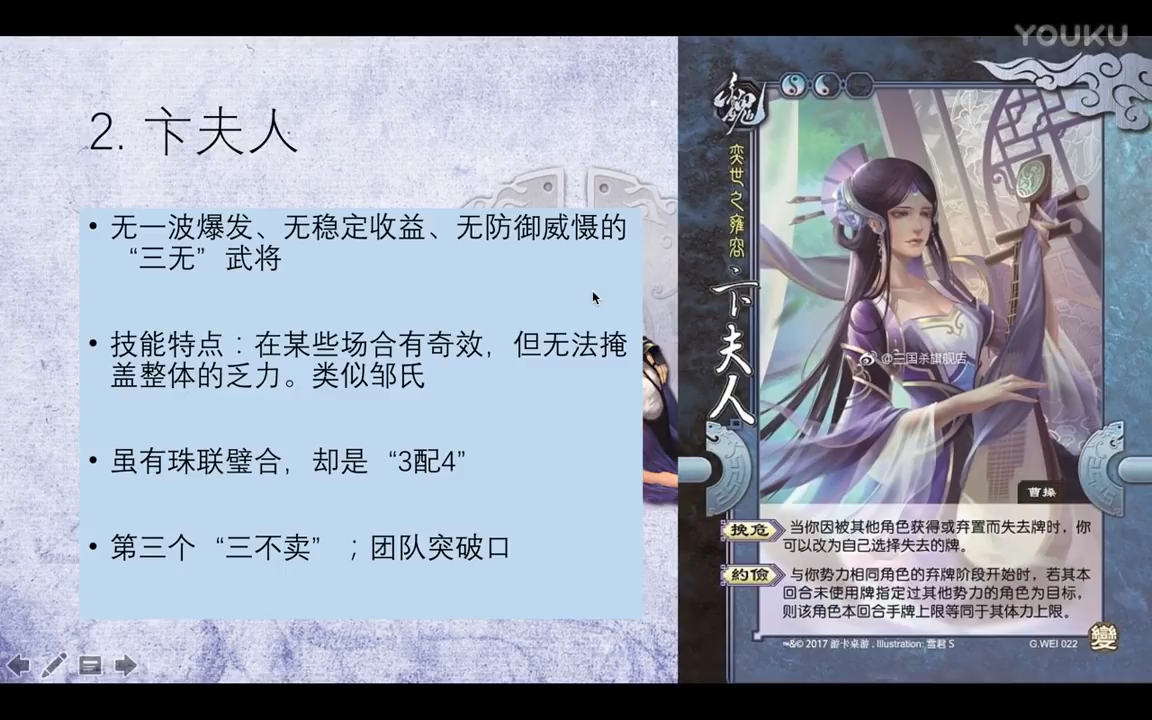 YOUKU
2. 卞夫人
• 无一波爆发、无稳定收益、无防御威慑的
“三无” 武将
• 技能特点：在某些场合有奇效，但无法掩
盖整体的乏力。类似邹氏
• 虽有珠联璧合，却是 “3配4”
• 第三个 “三不卖” ；团队突破口
魏
奕世之雍容
卞夫人
@三国杀旗舰店
曹操
挽危
当你因被其他角色获得或弃置而失去牌时，你
可以改为自己选择失去的牌。
約儉
与你势力相同角色的弃牌阶段开始时，若其本
回合未使用牌指定过其他势力的角色为目标，
则该角色本回合手牌上限等同于其体力上限。
™&© 2017 游卡桌游 . Illustration: 雪君 S
G.WEI 022
變